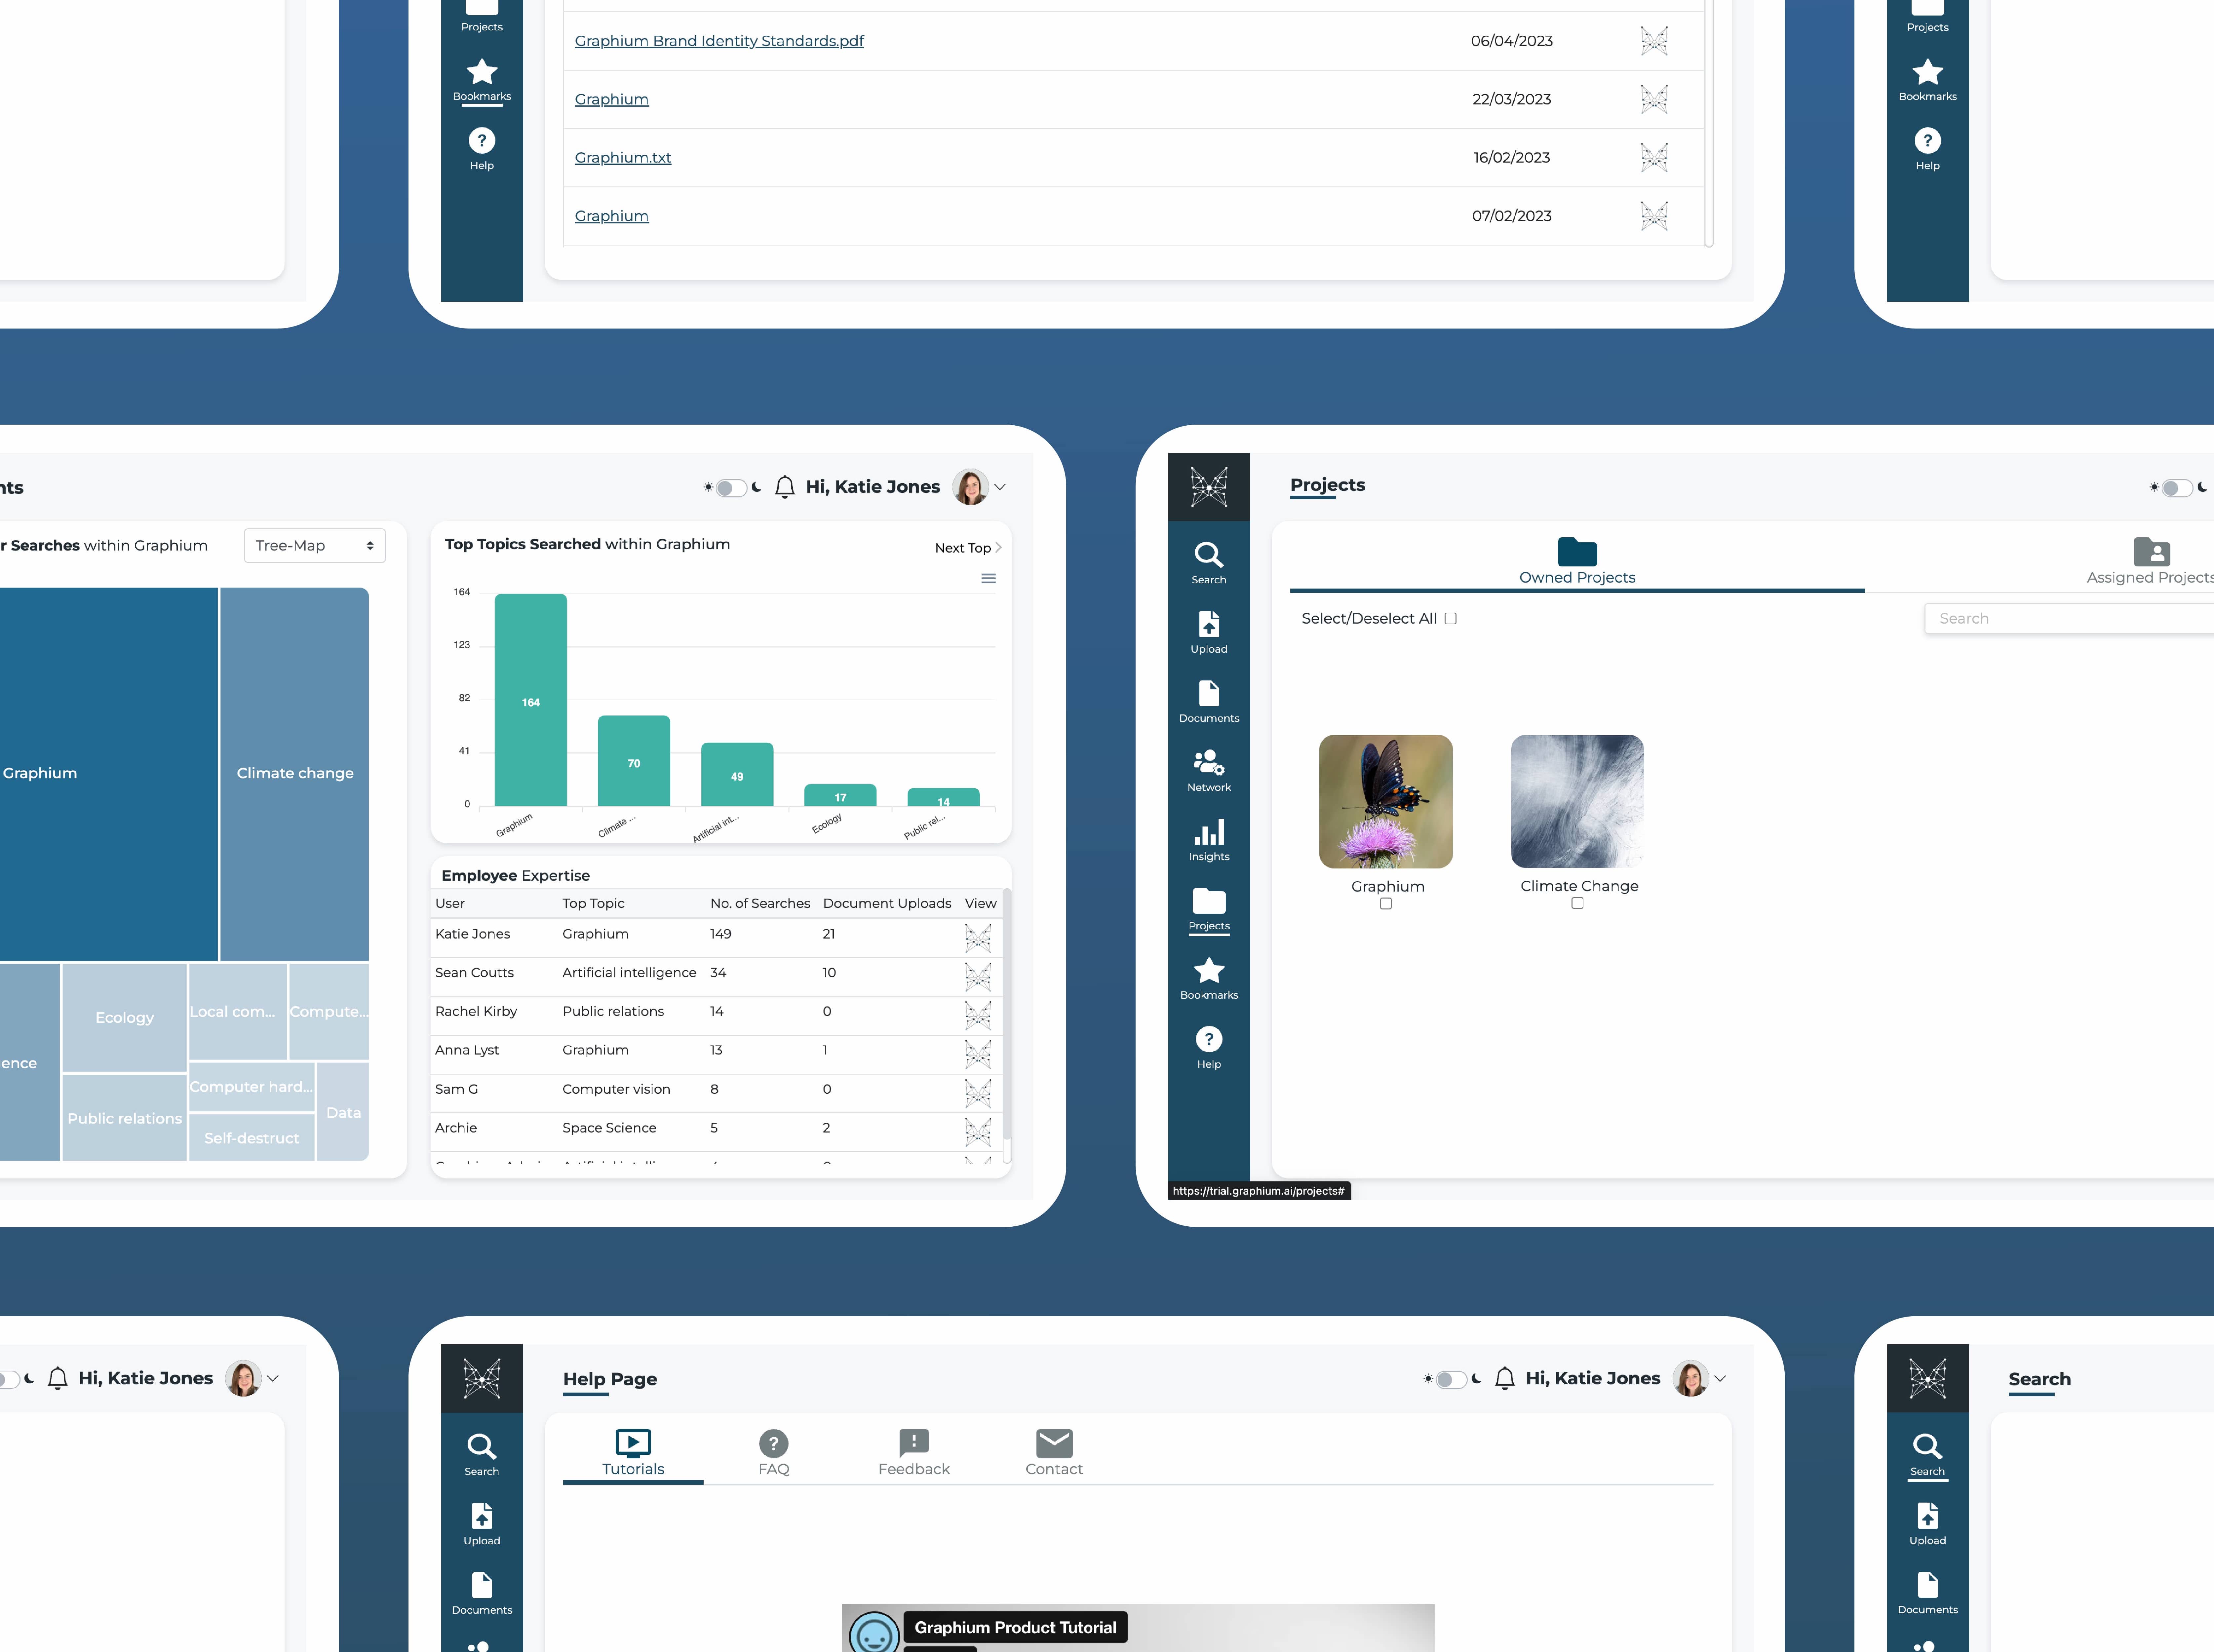 Projects
Bookmarks
Help
Graphium Brand Identity Standards.pdf 06/04/2023
Graphium 22/03/2023
Graphium.txt 16/02/2023
Graphium 07/02/2023
Projects
Bookmarks
Help
nts
Hi, Katie Jones
r Searches within Graphium
Tree-Map
Graphium
Climate change
ence
Ecology
Local com...
Compute...
Public relations
Computer hard...
Self-destruct
Data
Top Topics Searched within Graphium
Next Top
164
123
82
41
0
164
70
49
17
14
Graphium
Climate ...
Artificial int...
Ecology
Public rel...
Employee Expertise
User Top Topic No. of Searches Document Uploads View
Katie Jones Graphium 149 21
Sean Coutts Artificial intelligence 34 10
Rachel Kirby Public relations 14 0
Anna Lyst Graphium 13 1
Sam G Computer vision 8 0
Archie Space Science 5 2
Search
Upload
Documents
Network
Insights
Projects
Bookmarks
Help
https://trial.graphium.ai/projects#
Projects
Owned Projects
Assigned Projects
Select/Deselect All
Search
Graphium
Climate Change
Hi, Katie Jones
Search
Upload
Documents
Help Page
Hi, Katie Jones
Tutorials
FAQ
Feedback
Contact
Graphium Product Tutorial
Search
Upload
Documents
Search